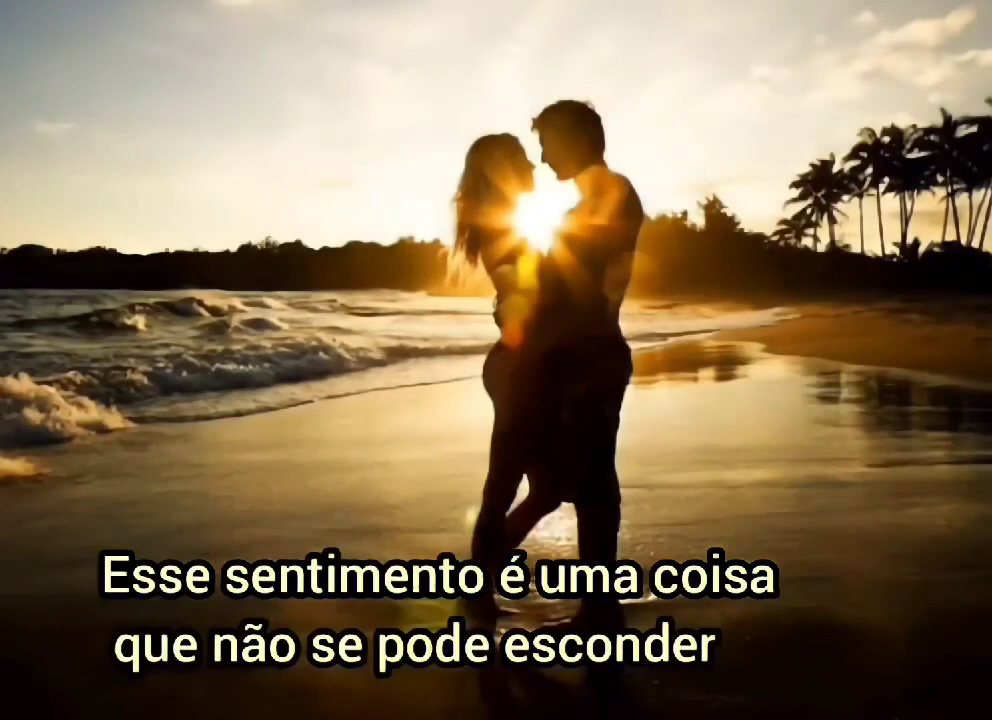 Esse sentimento é uma coisa
que não se pode esconder